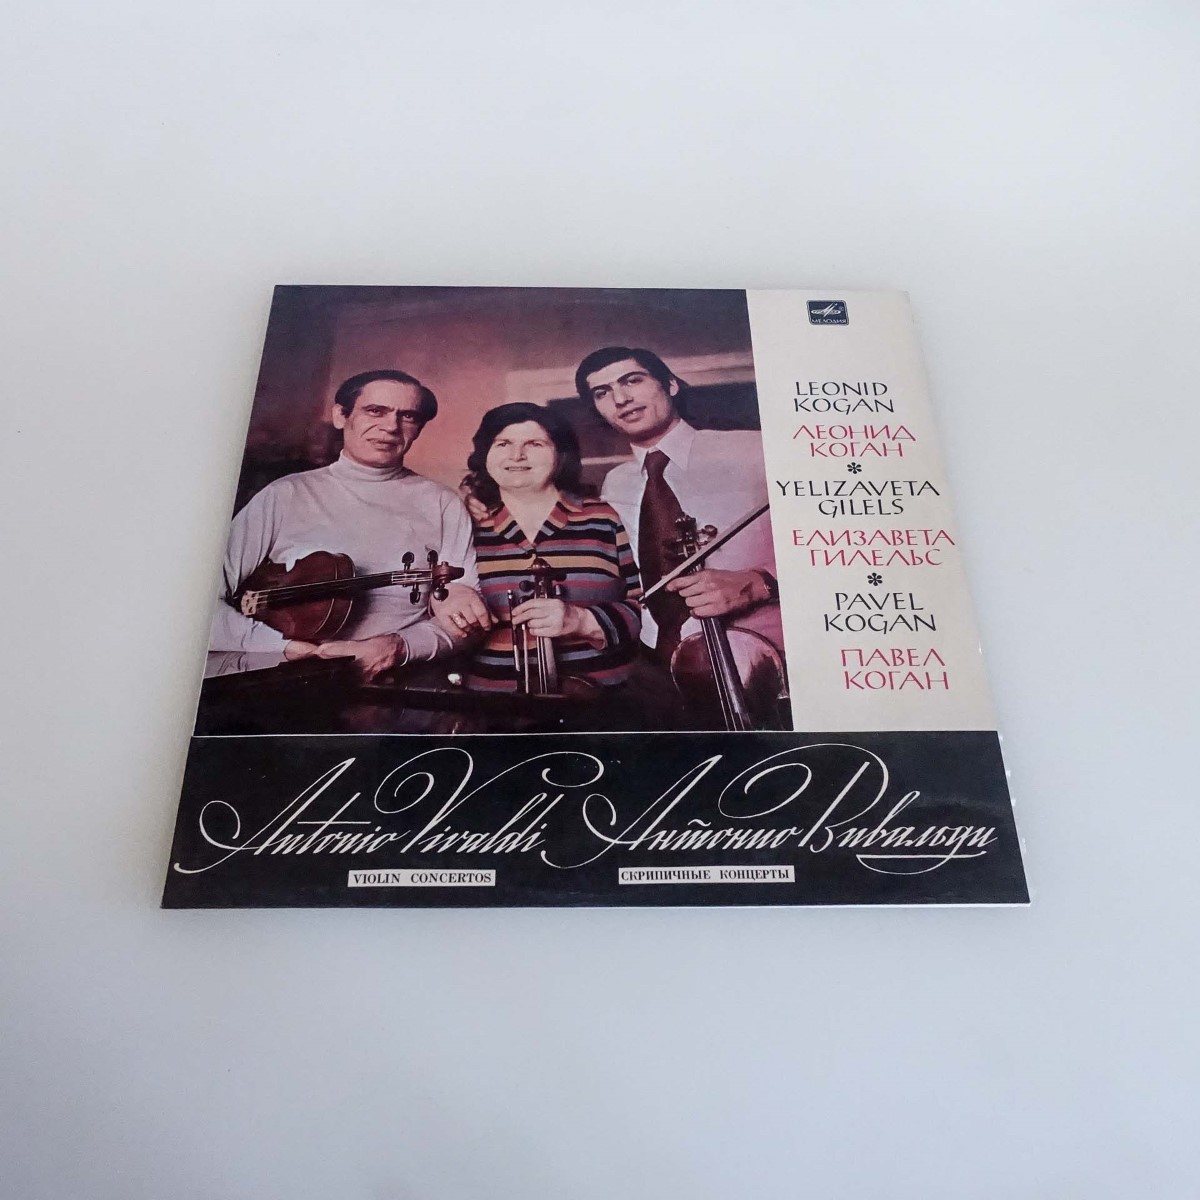 МЕЛОДИЯ
LEONID
KOGAN
ЛЕОНИД
КОГАН
*
YELIZAVETA
GILELS
ЕЛИЗАВЕТА
ГИЛЕЛЬС
*
PAVEL
KOGAN
ПАВЕЛ
КОГАН
Antonio Vivaldi
VIOLIN CONCERTOS
Антонио Вивальди
СКРИПИЧНЫЕ КОНЦЕРТЫ